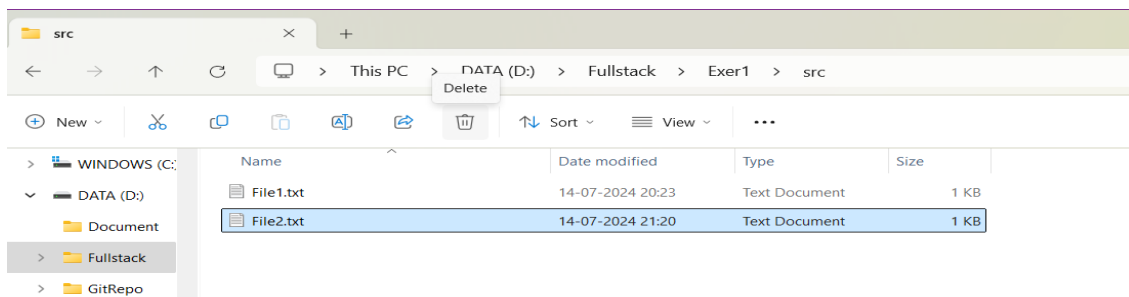 src
This PC > DATA (D:) > Fullstack > Exer1 > src
Delete
New Sort View
WINDOWS (C: Name Date modified Type Size
DATA (D:) File1.txt 14-07-2024 20:23 Text Document 1 KB
Document File2.txt 14-07-2024 21:20 Text Document 1 KB
Fullstack
GitRepo